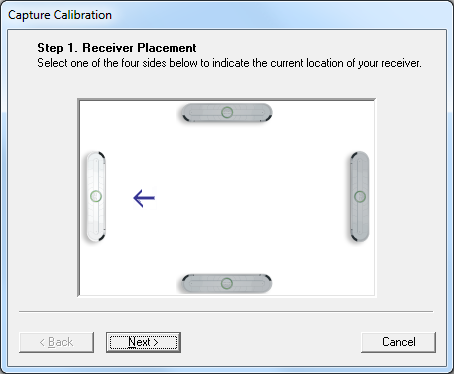 Capture Calibration
Step 1. Receiver Placement
Select one of the four sides below to indicate the current location of your receiver.
< Back
Next >
Cancel